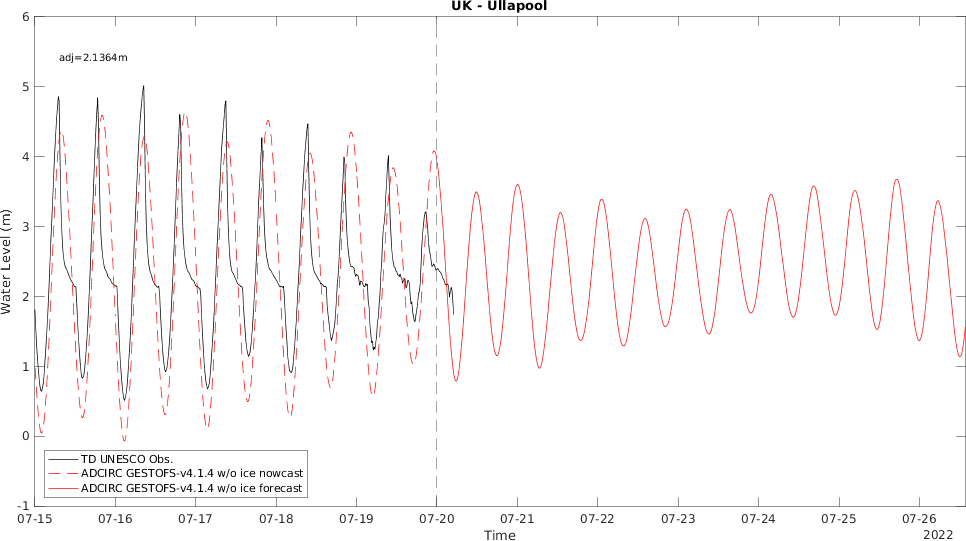 UK - Ullapool
adj=2.1364m
Water Level (m)
6
5
4
3
2
1
0
-1
TD UNESCO Obs.
ADCIRC GESTOFS-v4.1.4 w/o ice nowcast
ADCIRC GESTOFS-v4.1.4 w/o ice forecast
07-15 07-16 07-17 07-18 07-19 07-20 07-21 07-22 07-23 07-24 07-25 07-26
Time
2022